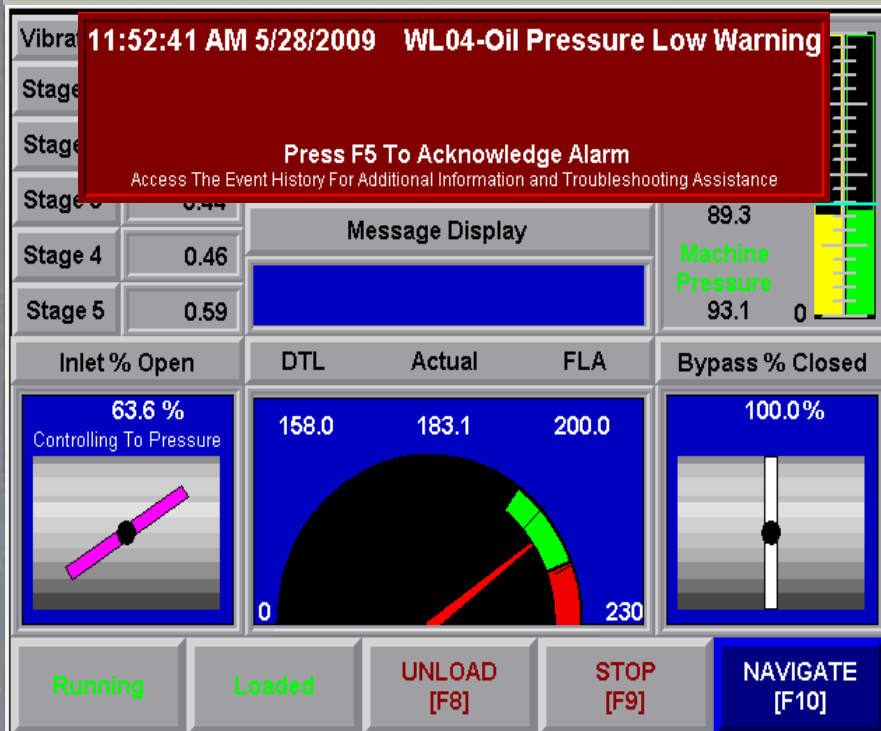 11:52:41 AM 5/28/2009 WL04-Oil Pressure Low Warning
Press F5 To Acknowledge Alarm
Access The Event History For Additional Information and Troubleshooting Assistance
Stage
Stage
Stage
Message Display
89.3
Stage 4 0.46
Machine
Pressure
Stage 5 0.59
93.1 0
Inlet % Open
DTL Actual FLA
Bypass % Closed
63.6 %
Controlling To Pressure
158.0 183.1 200.0
100.0%
0 230
Running
Loaded
UNLOAD
[F8]
STOP
[F9]
NAVIGATE
[F10]